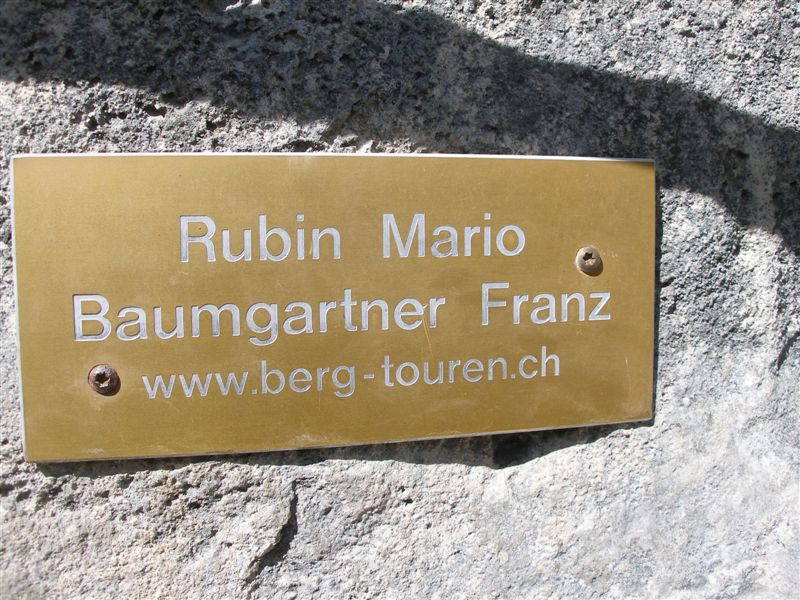 Rubin Mario
Baumgartner Franz
www.berg-touren.ch